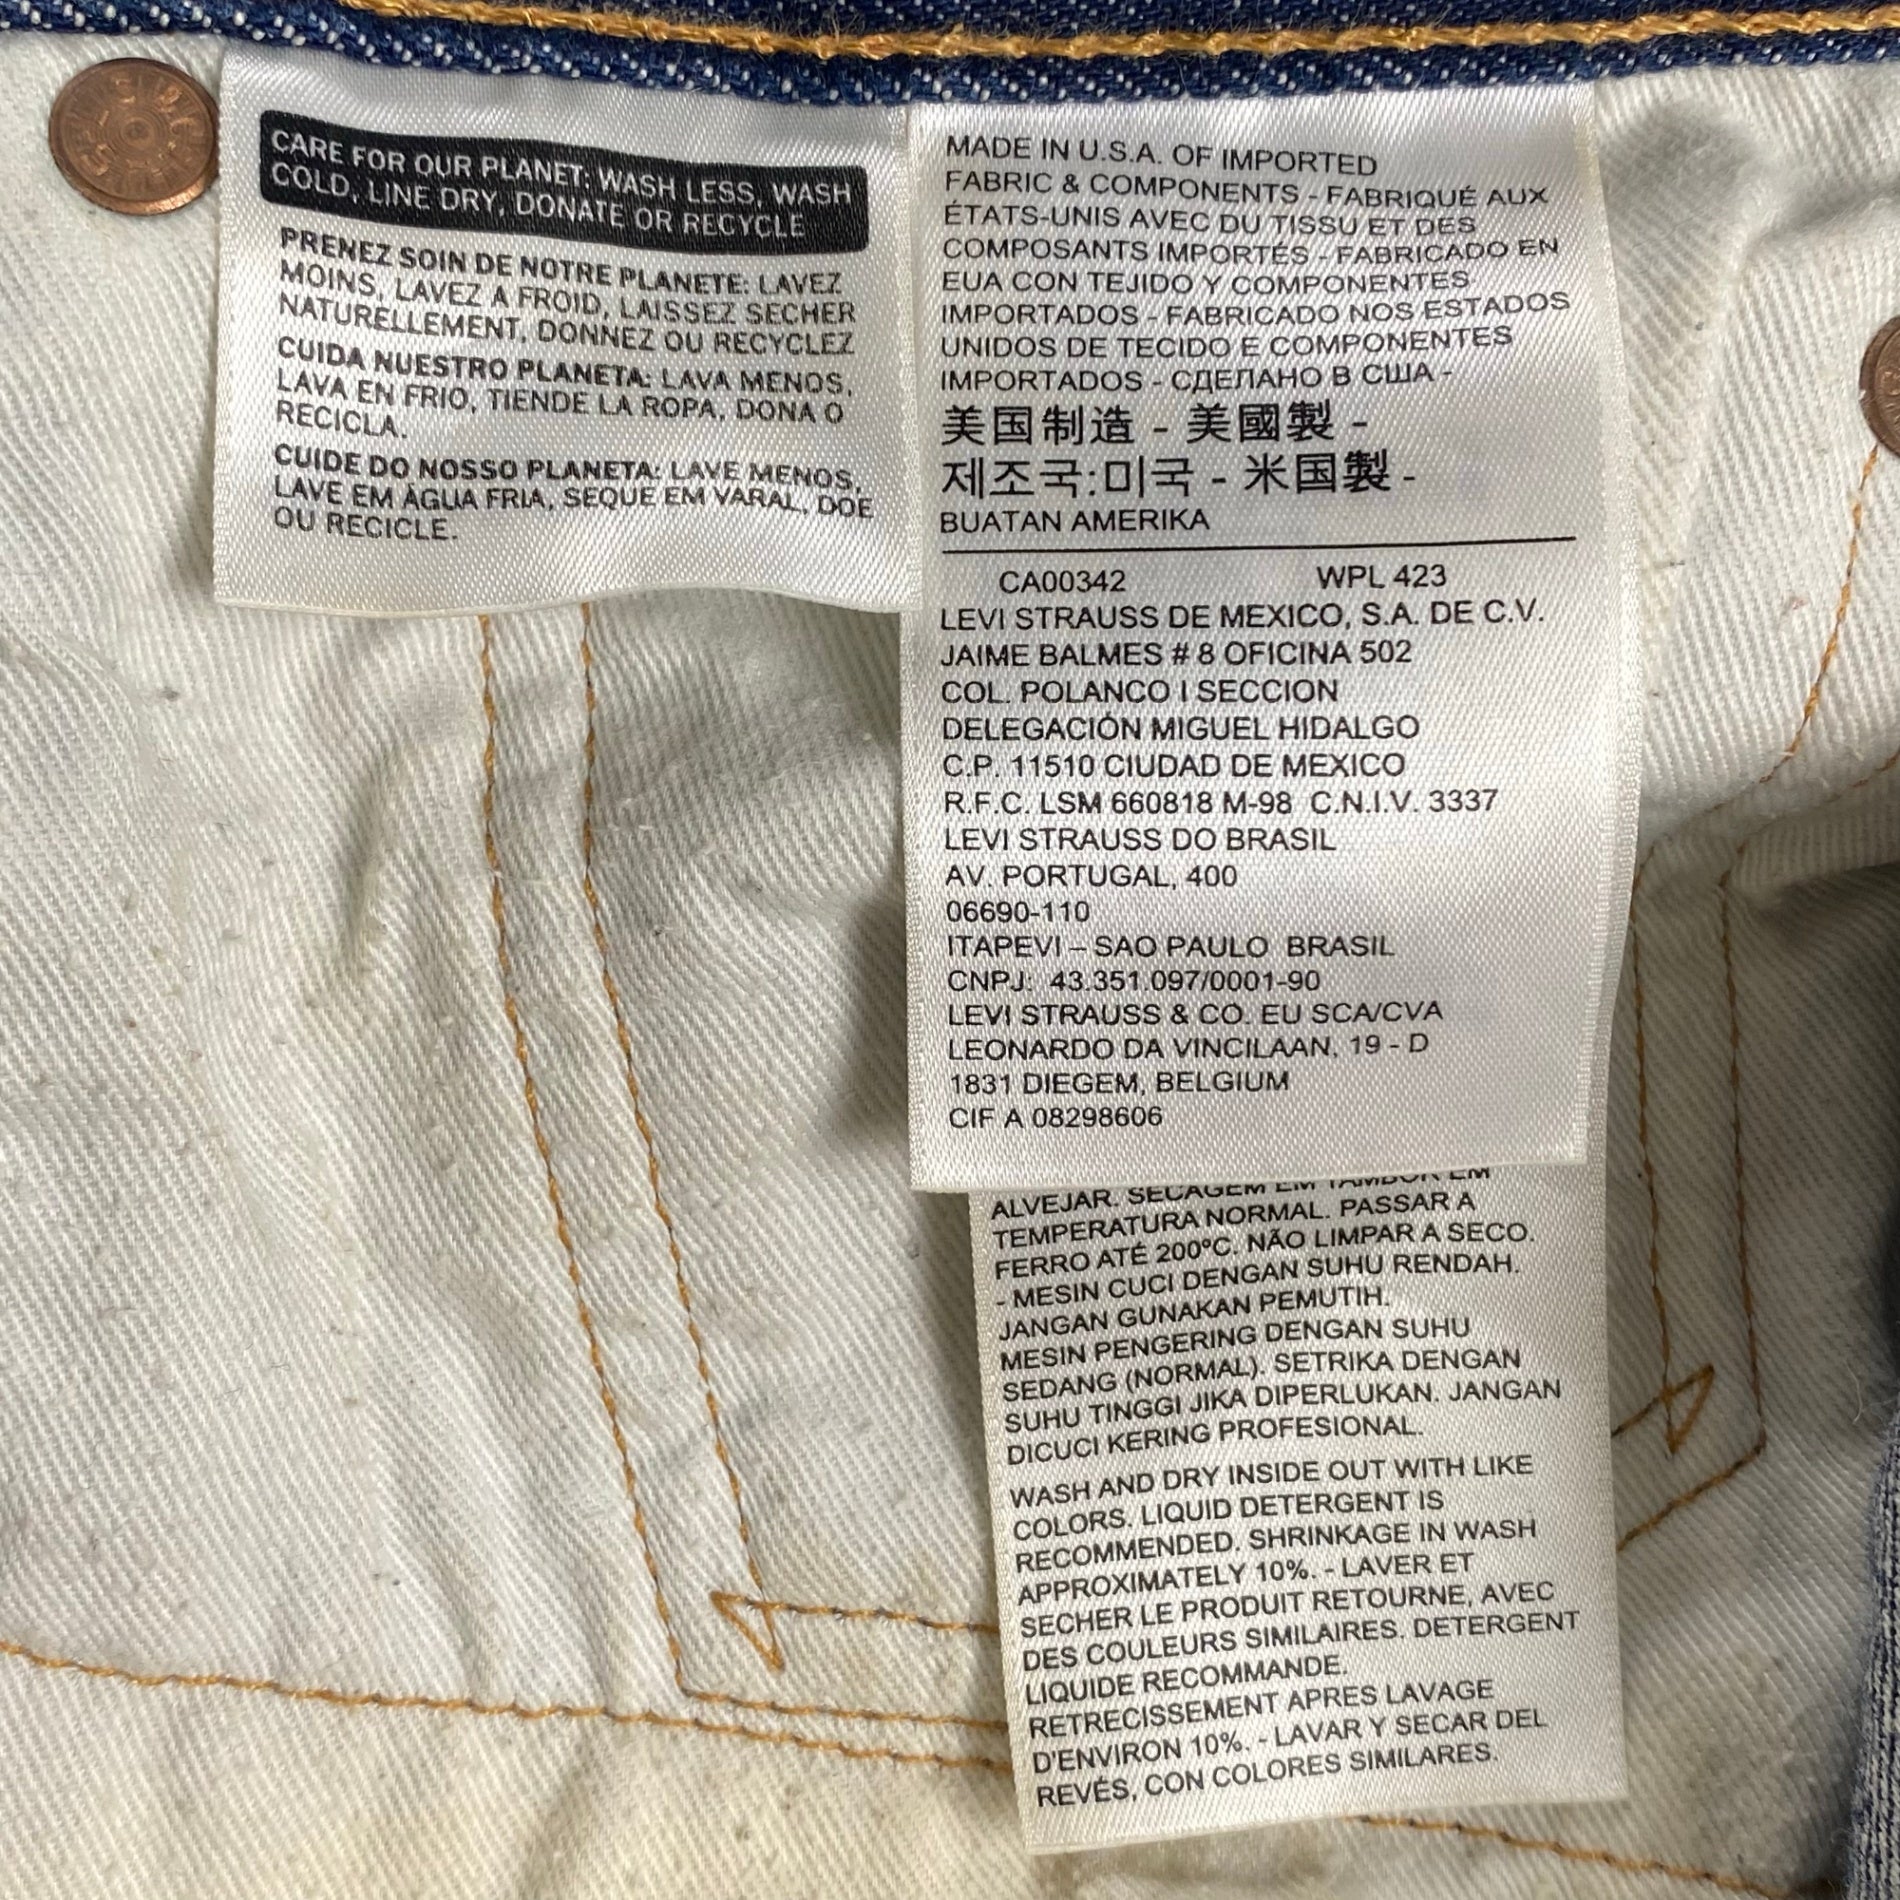 CARE FOR OUR PLANET: WASH LESS, WASH
COLD, LINE DRY, DONATE OR RECYCLE
PRENEZ SOIN DE NOTRE PLANETE: LAVEZ
MOINS, LAVEZ A FROID, LAISSEZ SECHER
NATURELLEMENT, DONNEZ OU RECYCLEZ
CUIDA NUESTRO PLANETA: LAVA MENOS,
LAVA EN FRIO, TIENDE LA ROPA, DONA O
RECICLA.
CUIDE DO NOSSO PLANETA: LAVE MENOS,
LAVE EM ÁGUA FRIA, SEQUE EM VARAL, DOE
OU RECICLE.
MADE IN U.S.A. OF IMPORTED
FABRIC & COMPONENTS - FABRIQUÉ AUX
ÉTATS-UNIS AVEC DU TISSU ET DES
COMPOSANTS IMPORTÉS - FABRICADO EN
EUA CON TEJIDO Y COMPONENTES
IMPORTADOS - FABRICADO NOS ESTADOS
UNIDOS DE TECIDO E COMPONENTES
IMPORTADOS - СДЕЛАНО В США -
美国制造 - 美國製 -
제조국:미국 - 米国製 -
BUATAN AMERIKA
CA00342 WPL 423
LEVI STRAUSS DE MEXICO, S.A. DE C.V.
JAIME BALMES # 8 OFICINA 502
COL. POLANCO I SECCION
DELEGACIÓN MIGUEL HIDALGO
C.P. 11510 CIUDAD DE MEXICO
R.F.C. LSM 660818 M-98 C.N.I.V. 3337
LEVI STRAUSS DO BRASIL
AV. PORTUGAL, 400
06690-110
ITAPEVI – SAO PAULO BRASIL
CNPJ: 43.351.097/0001-90
LEVI STRAUSS & CO. EU SCA/CVA
LEONARDO DA VINCILAAN, 19 - D
1831 DIEGEM, BELGIUM
CIF A 08298606
ALVEJAR. SECAGEM EM TAMBOR EM
TEMPERATURA NORMAL. PASSAR A
FERRO ATÉ 200ºC. NÃO LIMPAR A SECO.
- MESIN CUCI DENGAN SUHU RENDAH.
JANGAN GUNAKAN PEMUTIH.
MESIN PENGERING DENGAN SUHU
SEDANG (NORMAL). SETRIKA DENGAN
SUHU TINGGI JIKA DIPERLUKAN. JANGAN
DICUCI KERING PROFESIONAL.
WASH AND DRY INSIDE OUT WITH LIKE
COLORS. LIQUID DETERGENT IS
RECOMMENDED. SHRINKAGE IN WASH
APPROXIMATELY 10%. - LAVER ET
SECHER LE PRODUIT RETOURNE, AVEC
DES COULEURS SIMILAIRES. DETERGENT
LIQUIDE RECOMMANDE.
RETRECISSEMENT APRES LAVAGE
D'ENVIRON 10%. - LAVAR Y SECAR DEL
REVÉS, CON COLORES SIMILARES.